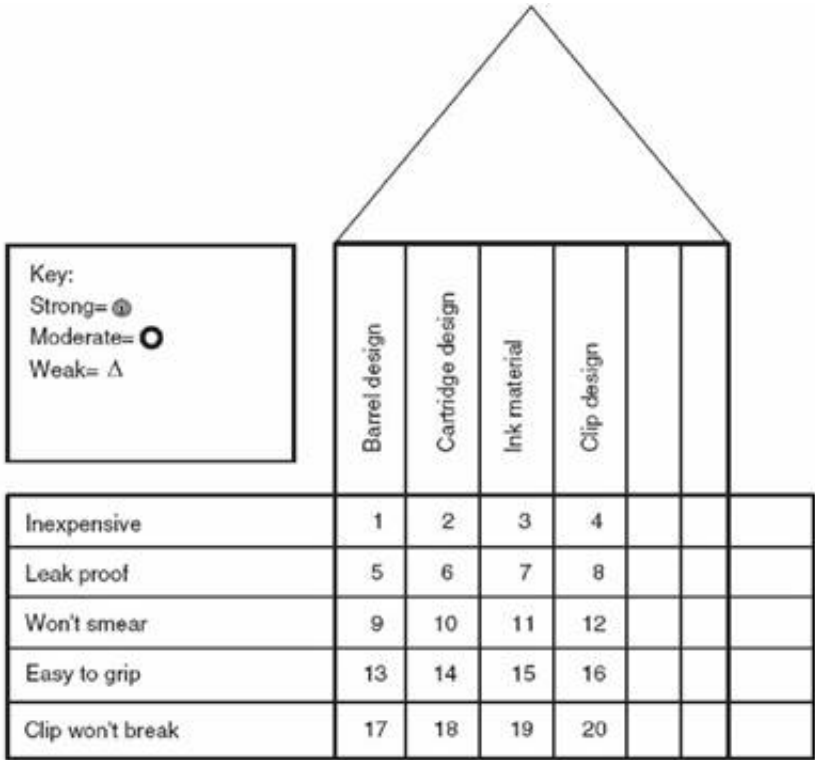 Key:
Strong=
Moderate=
Weak= Δ
Barrel design
Cartridge design
Ink material
Clip design
Inexpensive 1 2 3 4
Leak proof 5 6 7 8
Won't smear 9 10 11 12
Easy to grip 13 14 15 16
Clip won't break 17 18 19 20